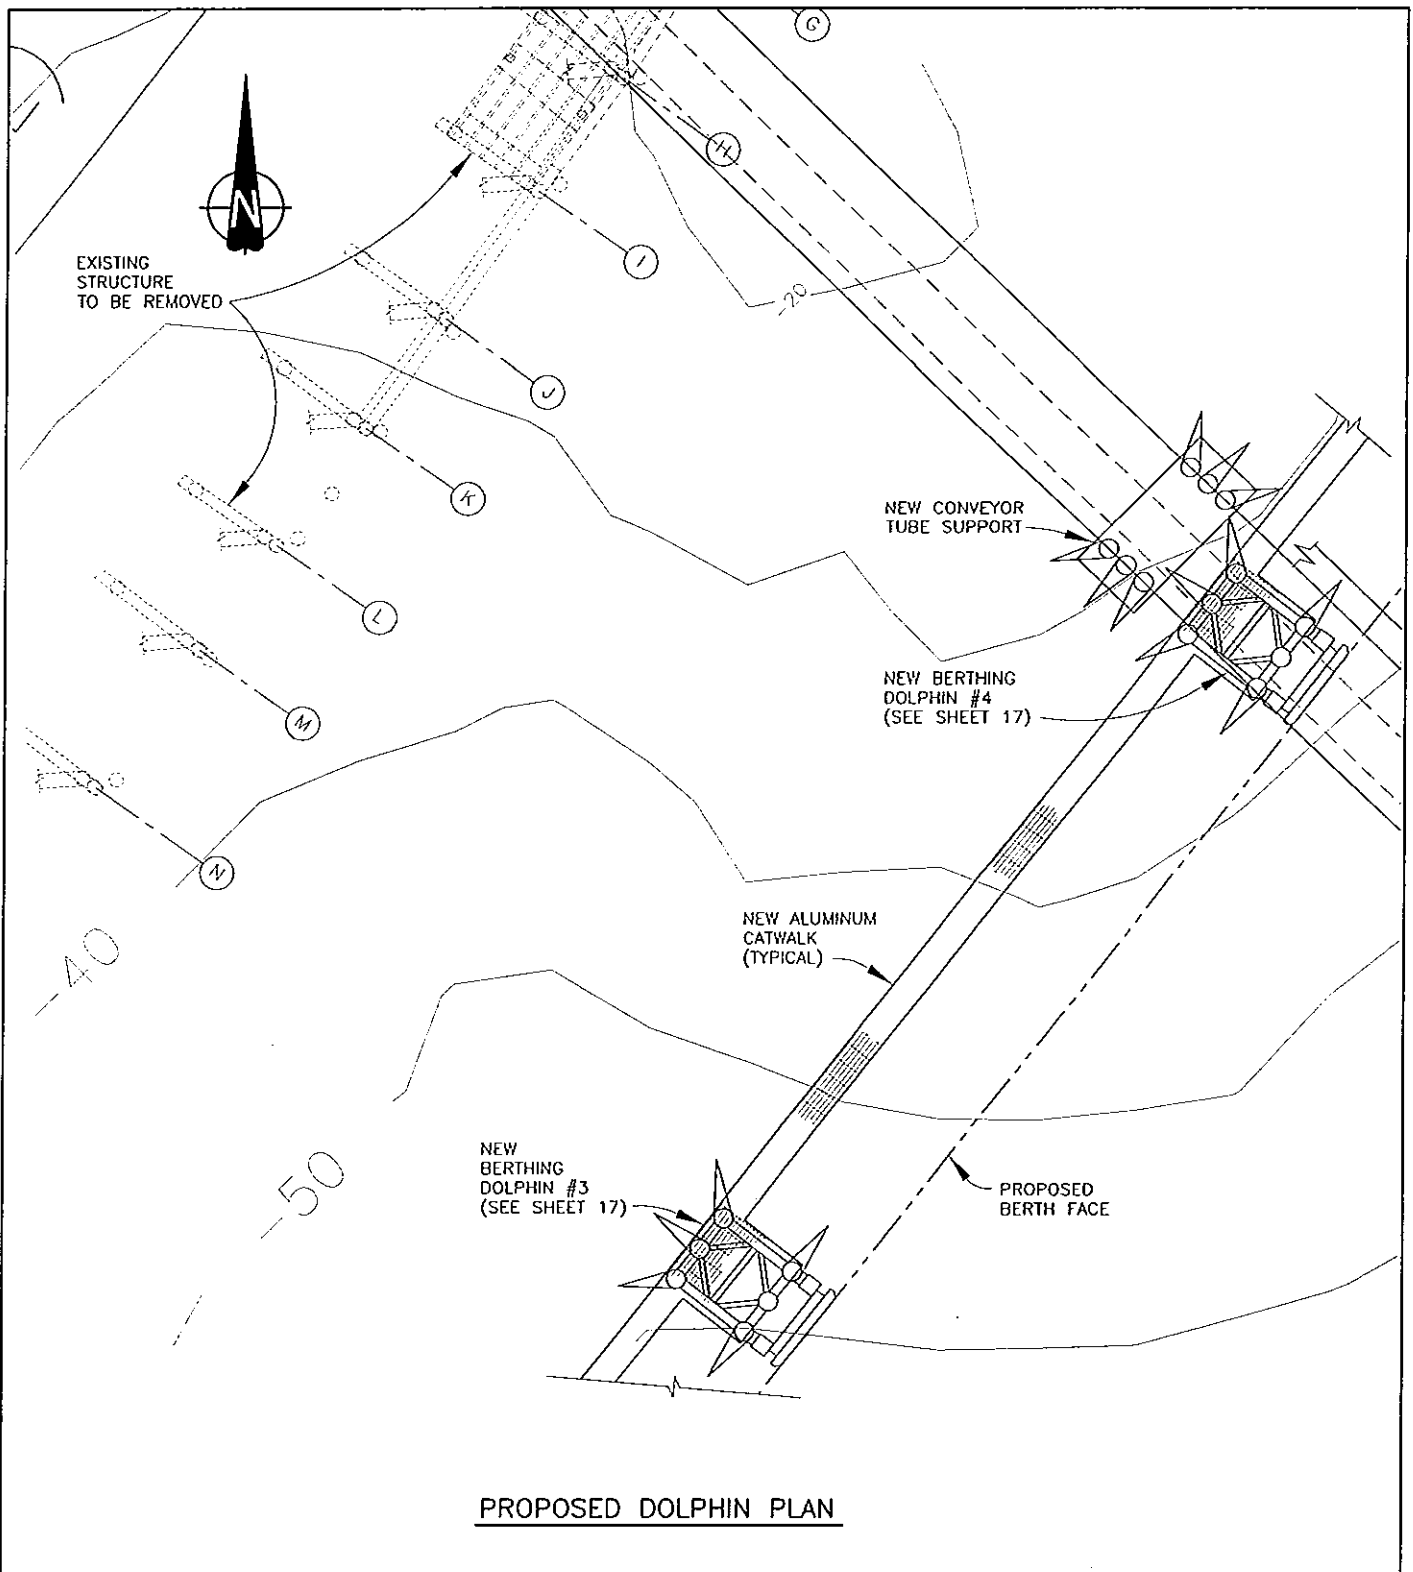 G
H
N
EXISTING
STRUCTURE
TO BE REMOVED
I
-20
J
K
NEW CONVEYOR
TUBE SUPPORT
L
NEW BERTHING
DOLPHIN #4
(SEE SHEET 17)
M
N
NEW ALUMINUM
CATWALK
(TYPICAL)
-40
NEW
BERTHING
DOLPHIN #3
(SEE SHEET 17)
-50
PROPOSED
BERTH FACE
PROPOSED DOLPHIN PLAN